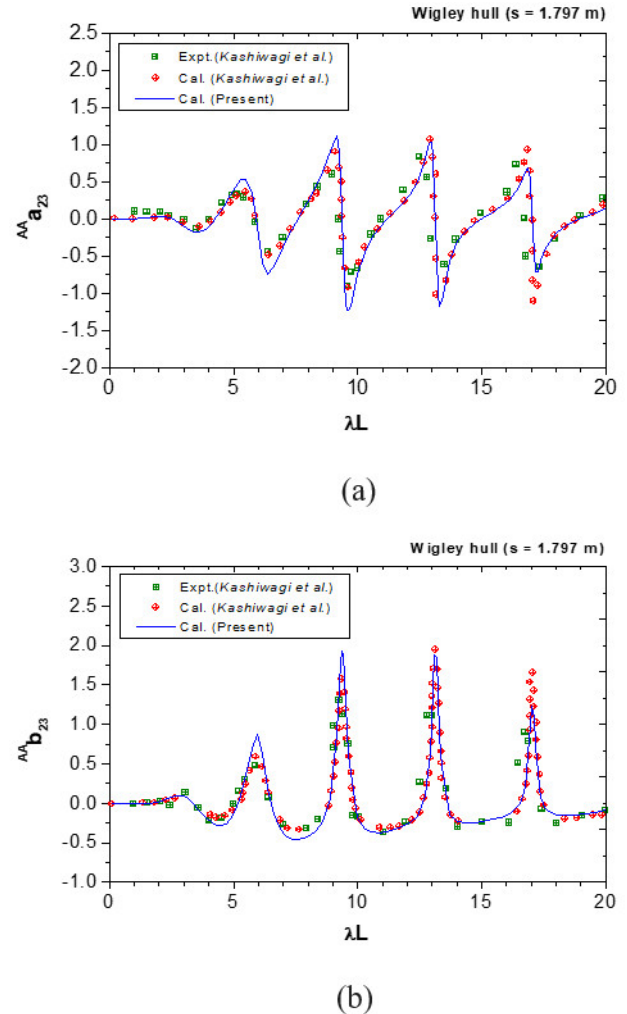 Wigley hull (s = 1.797 m)
2.5
Expt.(Kashiwagi et al.)
2.0
Cal. (Kashiwagi et al.)
1.5
Cal. (Present)
1.0
0.5
0.0
-0.5
-1.0
-1.5
-2.0
AA a 23
0 5 10 15 20
λL
(a)
Wigley hull (s = 1.797 m)
3.0
Expt.(Kashiwagi et al.)
2.5
Cal. (Kashiwagi et al.)
Cal. (Present)
2.0
1.5
1.0
0.5
0.0
-0.5
-1.0
AA b 23
0 5 10 15 20
λL
(b)